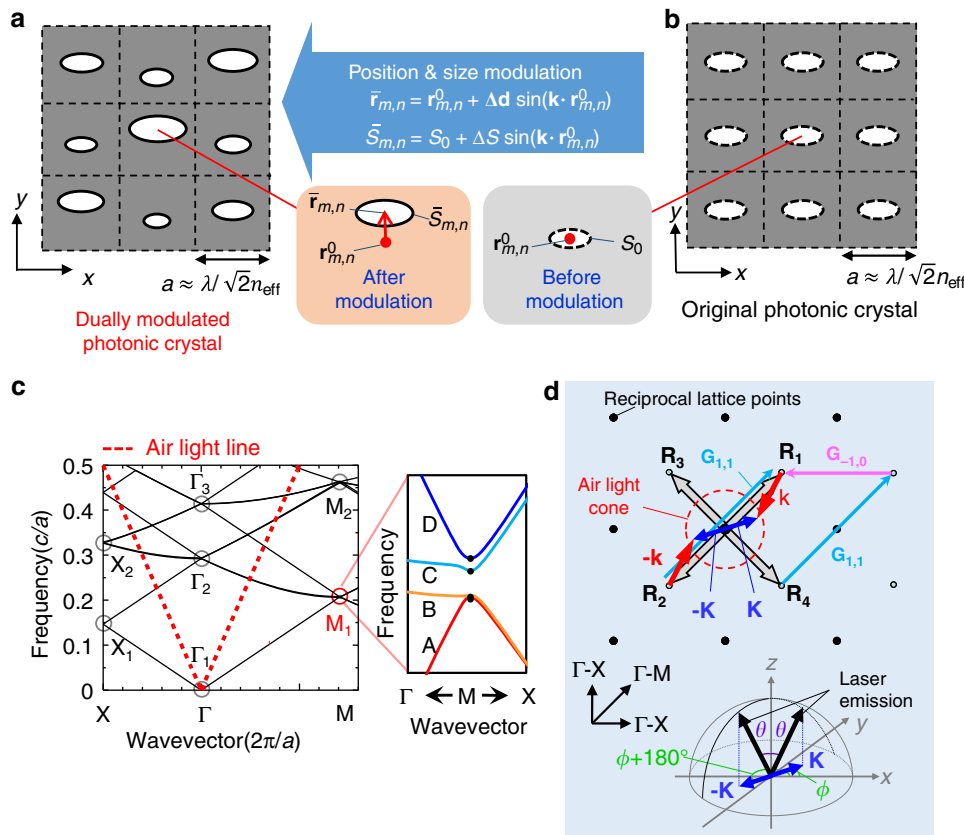 a
b
Position & size modulation
r̄m,n = r⁰m,n + Δd sin(k· r⁰m,n)
S̄m,n = S0 + ΔS sin(k· r⁰m,n)
y
x
a ≈ λ/√2neff
Dually modulated
photonic crystal
r̄m,n
S̄m,n
r⁰m,n
After
modulation
r⁰m,n
S0
Before
modulation
y
x
a ≈ λ/√2neff
Original photonic crystal
c
Air light line
Frequency(c/a)
0.5
0.4
0.3
0.2
0.1
0
Γ3
M2
X2
Γ2
M1
X1
Γ1
X
Γ
M
Wavevector(2π/a)
Frequency
D
C
B
A
Γ
M
X
Wavevector
d
Reciprocal lattice points
R3
G1,1
R1
G−1,0
Air light
cone
k
-k
G1,1
R2
-K
K
R4
Γ-X
Γ-M
Γ-X
z
Laser
emission
θ
θ
y
ϕ+180°
K
x
-K
ϕ